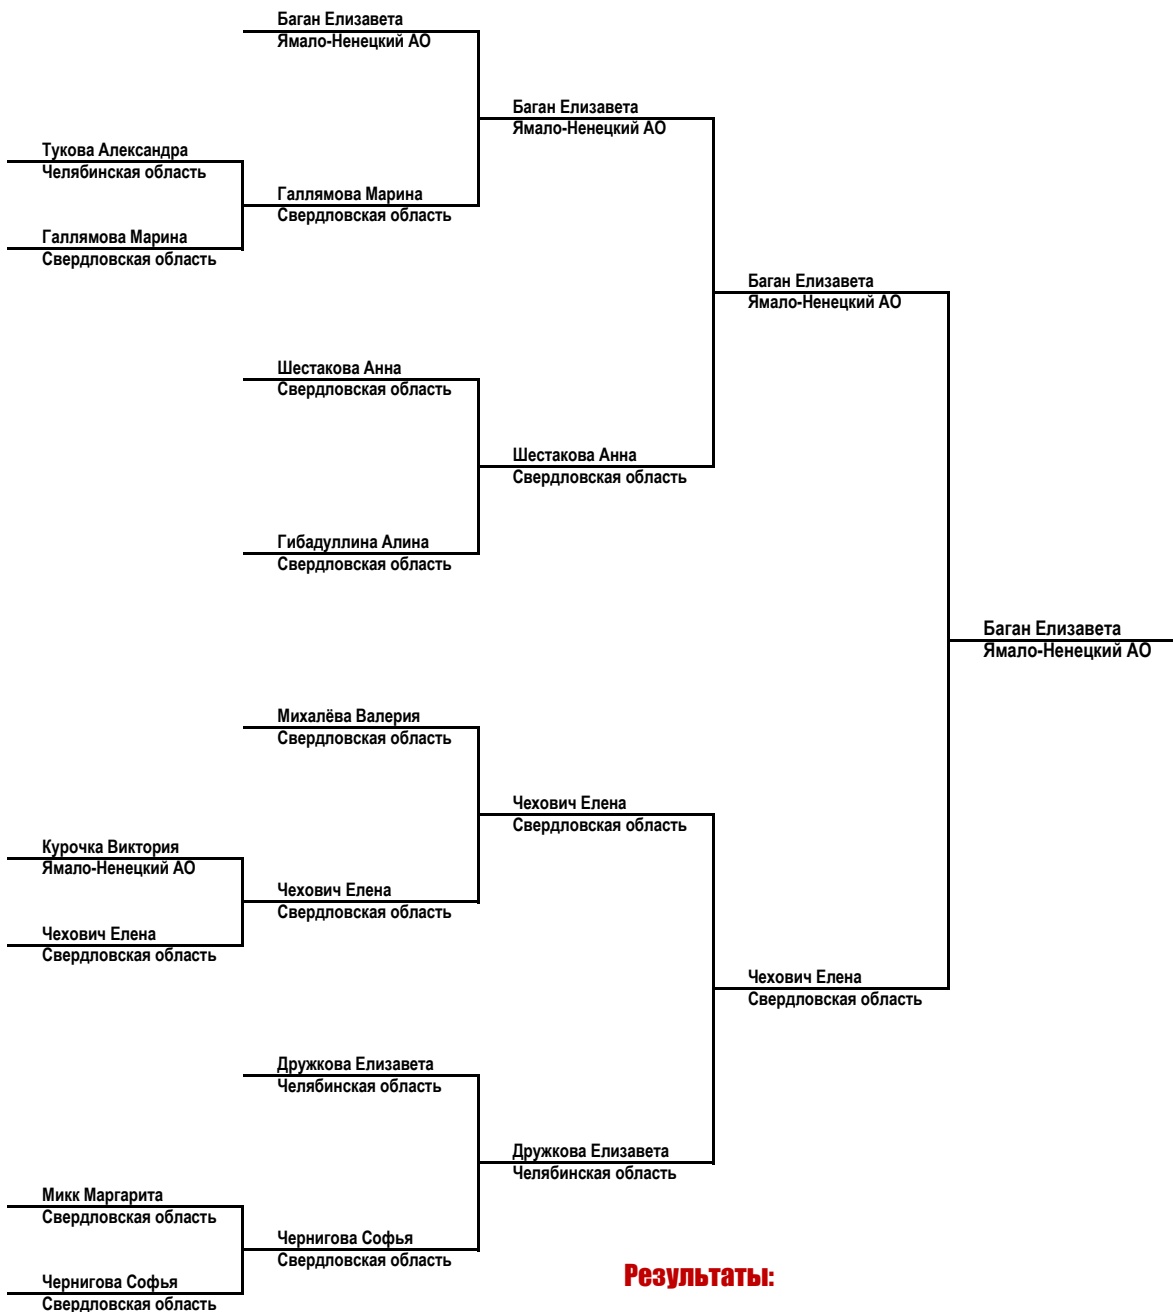 Баган Елизавета
Ямало-Ненецкий АО
Баган Елизавета
Ямало-Ненецкий АО
Тукова Александра
Челябинская область
Галлямова Марина
Свердловская область
Галлямова Марина
Свердловская область
Баган Елизавета
Ямало-Ненецкий АО
Шестакова Анна
Свердловская область
Шестакова Анна
Свердловская область
Гибадуллина Алина
Свердловская область
Баган Елизавета
Ямало-Ненецкий АО
Михалёва Валерия
Свердловская область
Чехович Елена
Свердловская область
Курочка Виктория
Ямало-Ненецкий АО
Чехович Елена
Свердловская область
Чехович Елена
Свердловская область
Чехович Елена
Свердловская область
Дружкова Елизавета
Челябинская область
Дружкова Елизавета
Челябинская область
Микк Маргарита
Свердловская область
Чернигова Софья
Свердловская область
Чернигова Софья
Свердловская область
Результаты: